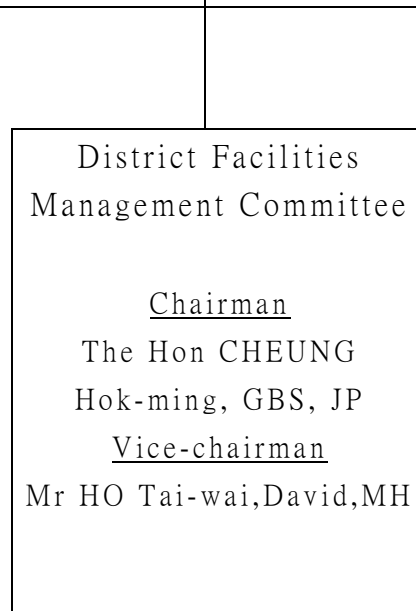 District Facilities
Management Committee
Chairman
The Hon CHEUNG
Hok-ming, GBS, JP
Vice-chairman
Mr HO Tai-wai,David,MH